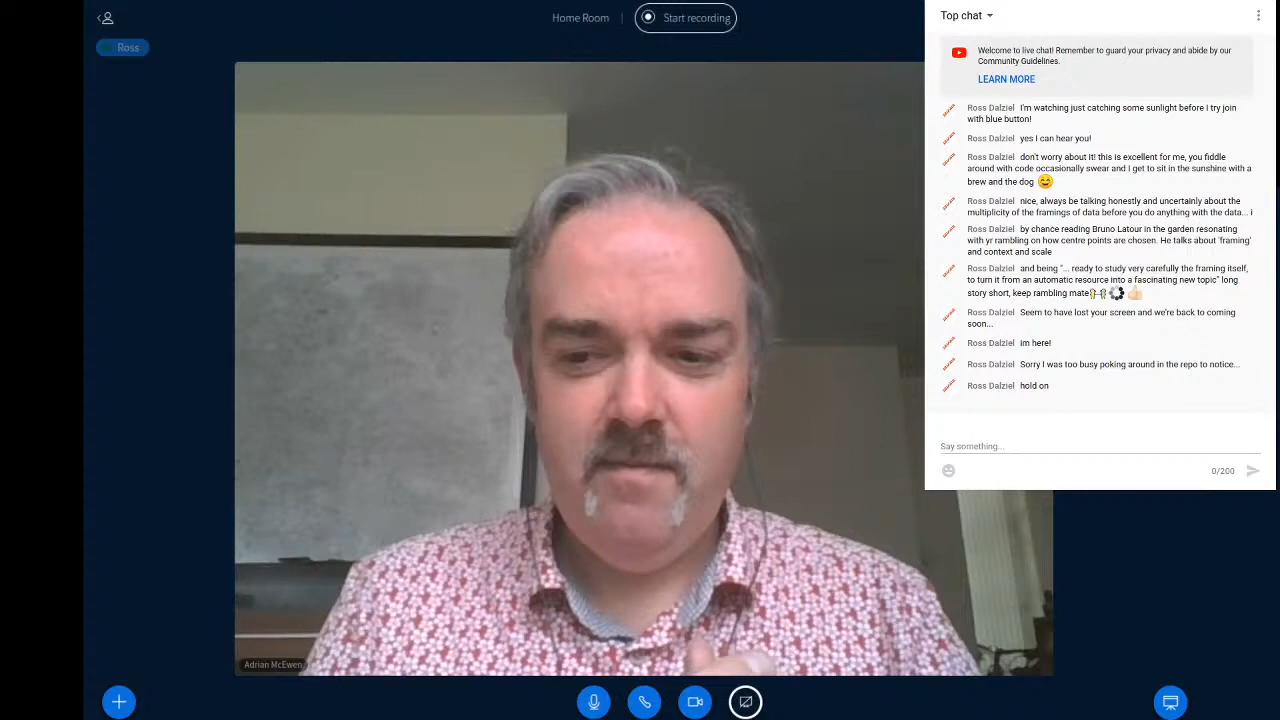 Home Room
Start recording
Ross
Top chat
Welcome to live chat! Remember to guard your privacy and abide by our
Community Guidelines.
LEARN MORE
Ross Dalziel I'm watching just catching some sunlight before I try join
with blue button!
Ross Dalziel yes I can hear you!
Ross Dalziel don't worry about it! this is excellent for me, you fiddle
around with code occasionally swear and I get to sit in the sunshine with a
brew and the dog
Ross Dalziel nice, always be talking honestly and uncertainly about the
multiplicity of the framings of data before you do anything with the data... i
Ross Dalziel by chance reading Bruno Latour in the garden resonating
with yr rambling on how centre points are chosen. He talks about 'framing'
and context and scale
Ross Dalziel and being "... ready to study very carefully the framing itself,
to turn it from an automatic resource into a fascinating new topic" long
story short, keep rambling mate
Ross Dalziel Seem to have lost your screen and we're back to coming
soon...
Ross Dalziel im here!
Ross Dalziel Sorry I was too busy poking around in the repo to notice...
Ross Dalziel hold on
Say something...
0/200
Adrian McEwen